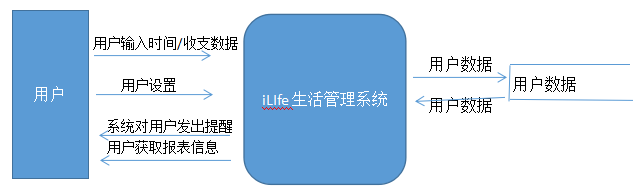 用户
用户输入时间/收支数据
用户设置
系统对用户发出提醒
用户获取报表信息
iLIfe生活管理系统
用户数据
用户数据
用户数据